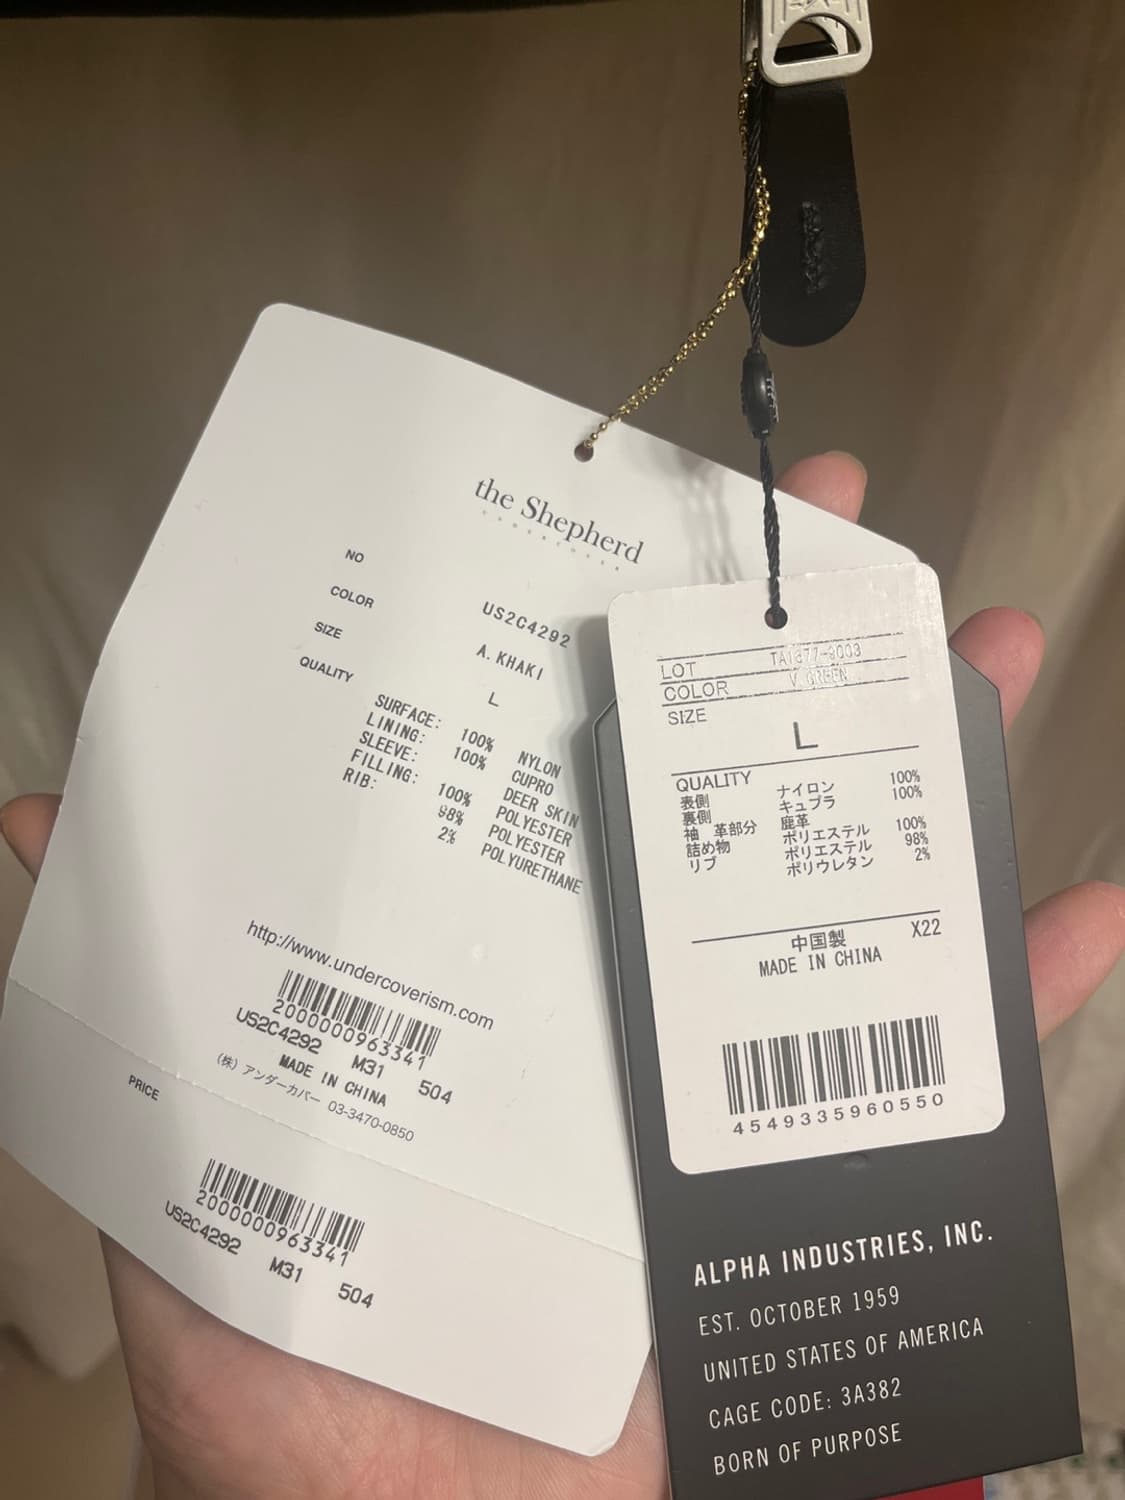 the Shepherd
UNDERCOVER
NO US2C4292
COLOR A. KHAKI
SIZE L
QUALITY
SURFACE: 100% NYLON
LINING: 100% CUPRO
SLEEVE: DEER SKIN
FILLING: 100% POLYESTER
RIB: 98% POLYESTER
2% POLYURETHANE
http://www.undercoverism.com
2000000963341
US2C4292 M31 504
MADE IN CHINA
(株) アンダーカバー 03-3470-0850
PRICE
2000000963341
US2C4292 M31 504
LOT TA1377-9003
COLOR V. GREEN
SIZE
L
QUALITY
表側 ナイロン 100%
裏側 キュプラ 100%
袖 革部分 鹿革
詰め物 ポリエステル 100%
リブ ポリエステル 98%
ポリウレタン 2%
中国製 X22
MADE IN CHINA
4549335960550
ALPHA INDUSTRIES, INC.
EST. OCTOBER 1959
UNITED STATES OF AMERICA
CAGE CODE: 3A382
BORN OF PURPOSE